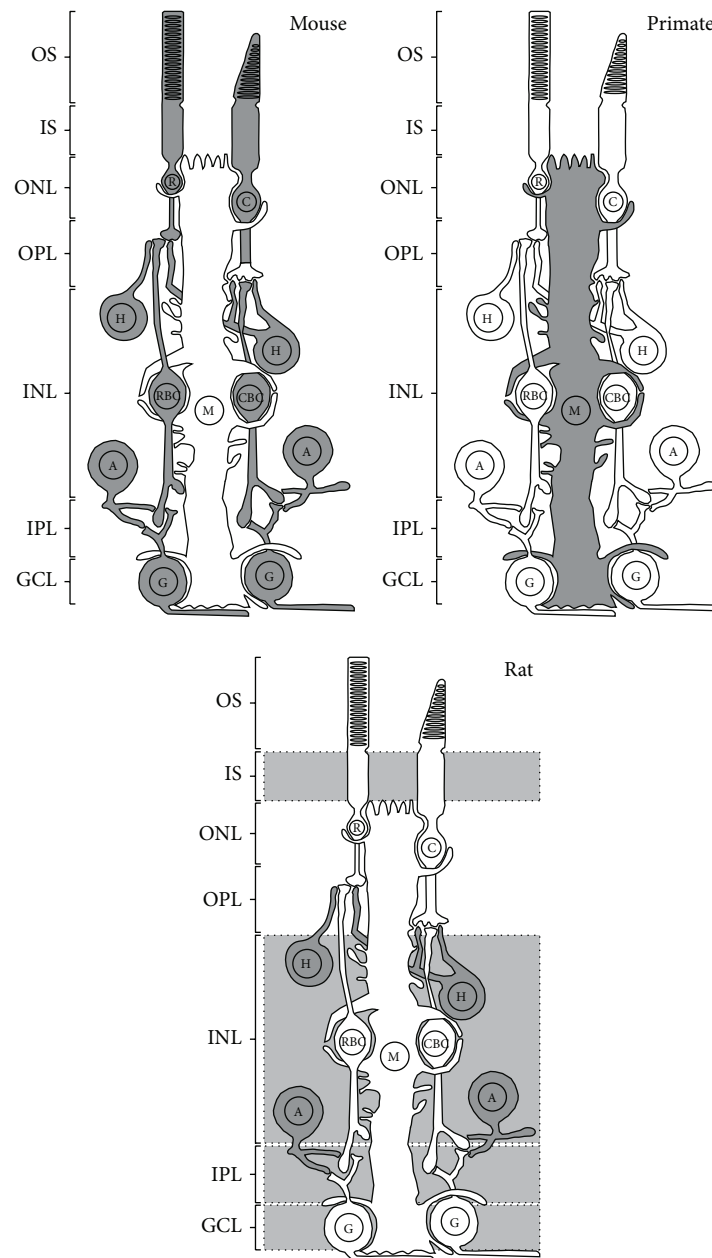 Mouse
OS
IS
ONL
OPL
INL
IPL
GCL
R
C
H
H
RBC
M
CBC
A
A
G
G
Primate
OS
IS
ONL
OPL
INL
IPL
GCL
R
C
H
H
RBC
M
CBC
A
A
G
G
Rat
OS
IS
ONL
OPL
INL
IPL
GCL
R
C
H
H
RBC
M
CBC
A
A
G
G